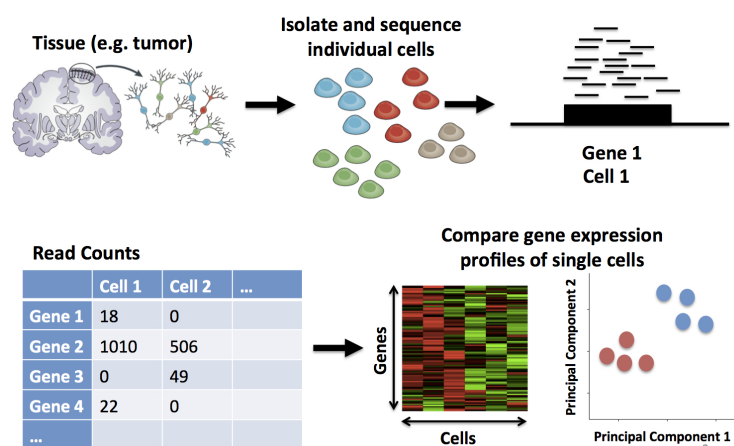 Tissue (e.g. tumor)
Isolate and sequence
individual cells
Gene 1
Cell 1
Read Counts
Cell 1 Cell 2 ...
Gene 1 18 0
Gene 2 1010 506
Gene 3 0 49
Gene 4 22 0
...
Compare gene expression
profiles of single cells
Genes
Cells
Principal Component 2
Principal Component 1